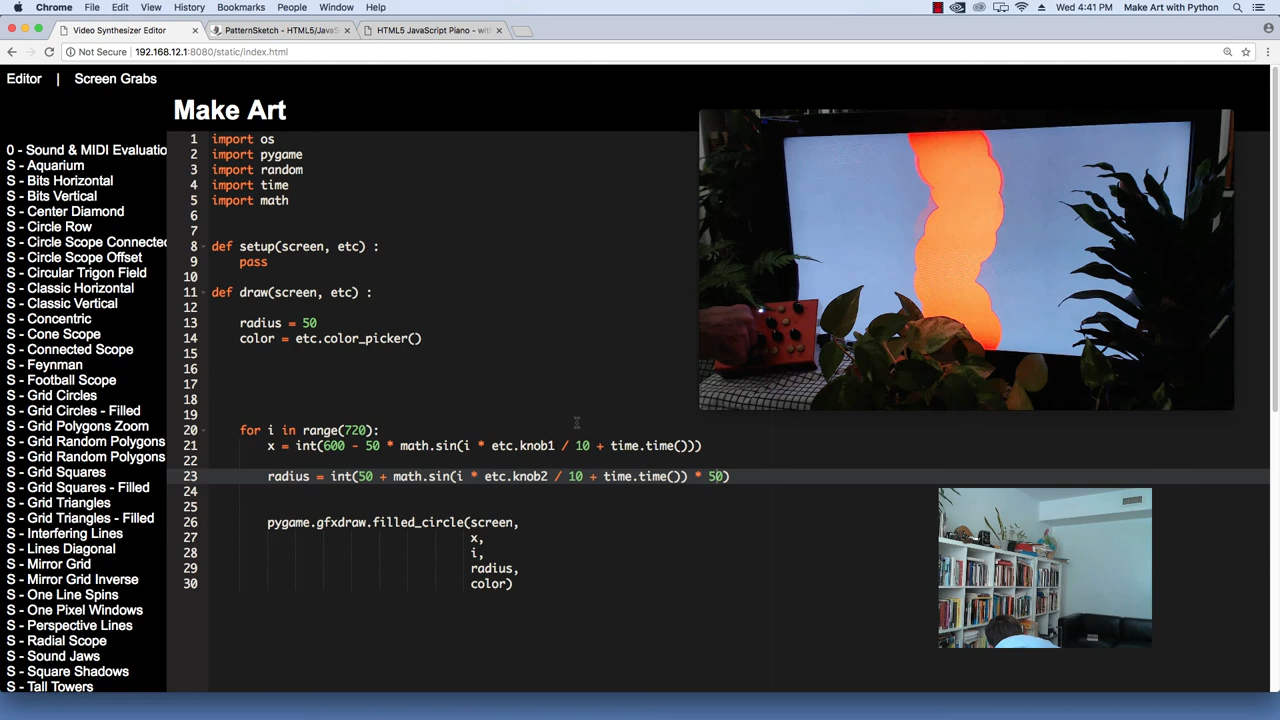 Chrome File Edit View History Bookmarks People Window Help Wed 4:41 PM Make Art with Python
Video Synthesizer Editor
PatternSketch - HTML5/JavaS
HTML5 JavaScript Piano - wit
Not Secure 192.168.12.1:8080/static/index.html
Editor | Screen Grabs
Make Art
0 - Sound & MIDI Evaluatio
S - Aquarium
S - Bits Horizontal
S - Bits Vertical
S - Center Diamond
S - Circle Row
S - Circle Scope Connected
S - Circle Scope Offset
S - Circular Trigon Field
S - Classic Horizontal
S - Classic Vertical
S - Concentric
S - Cone Scope
S - Connected Scope
S - Feynman
S - Football Scope
S - Grid Circles
S - Grid Circles - Filled
S - Grid Polygons Zoom
S - Grid Random Polygons
S - Grid Random Polygons
S - Grid Squares
S - Grid Squares - Filled
S - Grid Triangles
S - Grid Triangles - Filled
S - Interfering Lines
S - Lines Diagonal
S - Mirror Grid
S - Mirror Grid Inverse
S - One Line Spins
S - One Pixel Windows
S - Perspective Lines
S - Radial Scope
S - Sound Jaws
S - Square Shadows
S - Tall Towers
1 import os
2 import pygame
3 import random
4 import time
5 import math
6
7
8 def setup(screen, etc) :
9 pass
10
11 def draw(screen, etc) :
12
13 radius = 50
14 color = etc.color_picker()
15
16
17
18
19
20 for i in range(720):
21 x = int(600 - 50 * math.sin(i * etc.knob1 / 10 + time.time()))
22
23 radius = int(50 + math.sin(i * etc.knob2 / 10 + time.time()) * 50)
24
25
26 pygame.gfxdraw.filled_circle(screen,
27 x,
28 i,
29 radius,
30 color)